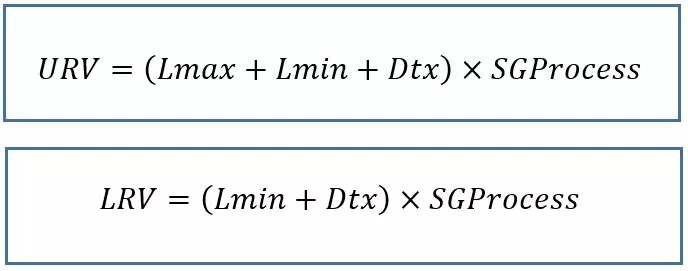 URV = (Lmax + Lmin + Dtx) × SGProcess
LRV = (Lmin + Dtx) × SGProcess